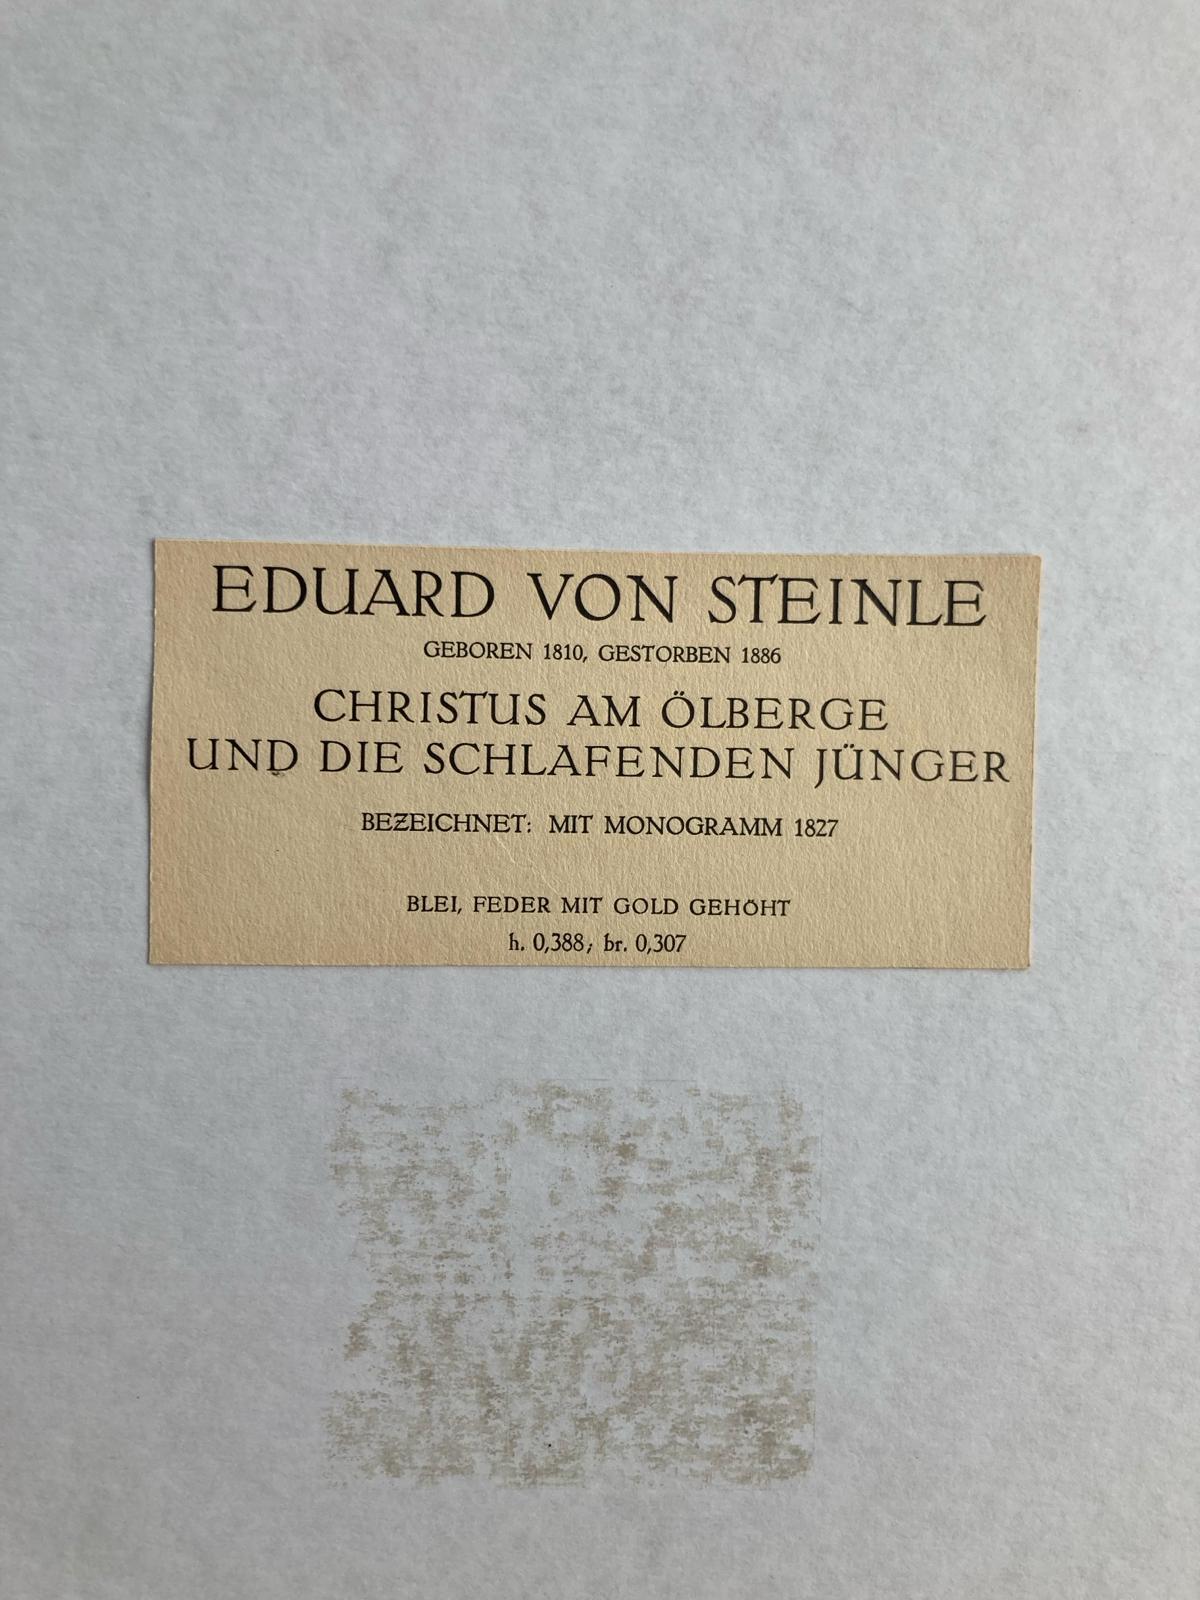 EDUARD VON STEINLE
GEBOREN 1810, GESTORBEN 1886
CHRISTUS AM ÖLBERGE
UND DIE SCHLAFENDEN JÜNGER
BEZEICHNET: MIT MONOGRAMM 1827
BLEI, FEDER MIT GOLD GEHÖHT
h. 0,388; br. 0,307